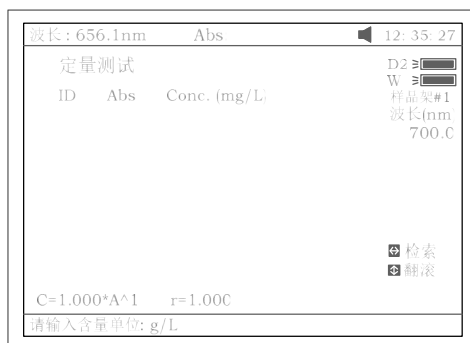 波长: 656.1nm Abs 12: 35: 27
定量测试
ID Abs Conc. (mg/L)
D2
W
样品架#1
波长(nm)
700.0
检索
翻滚
C=1.000*A^1 r=1.000
请输入含量单位: g/L